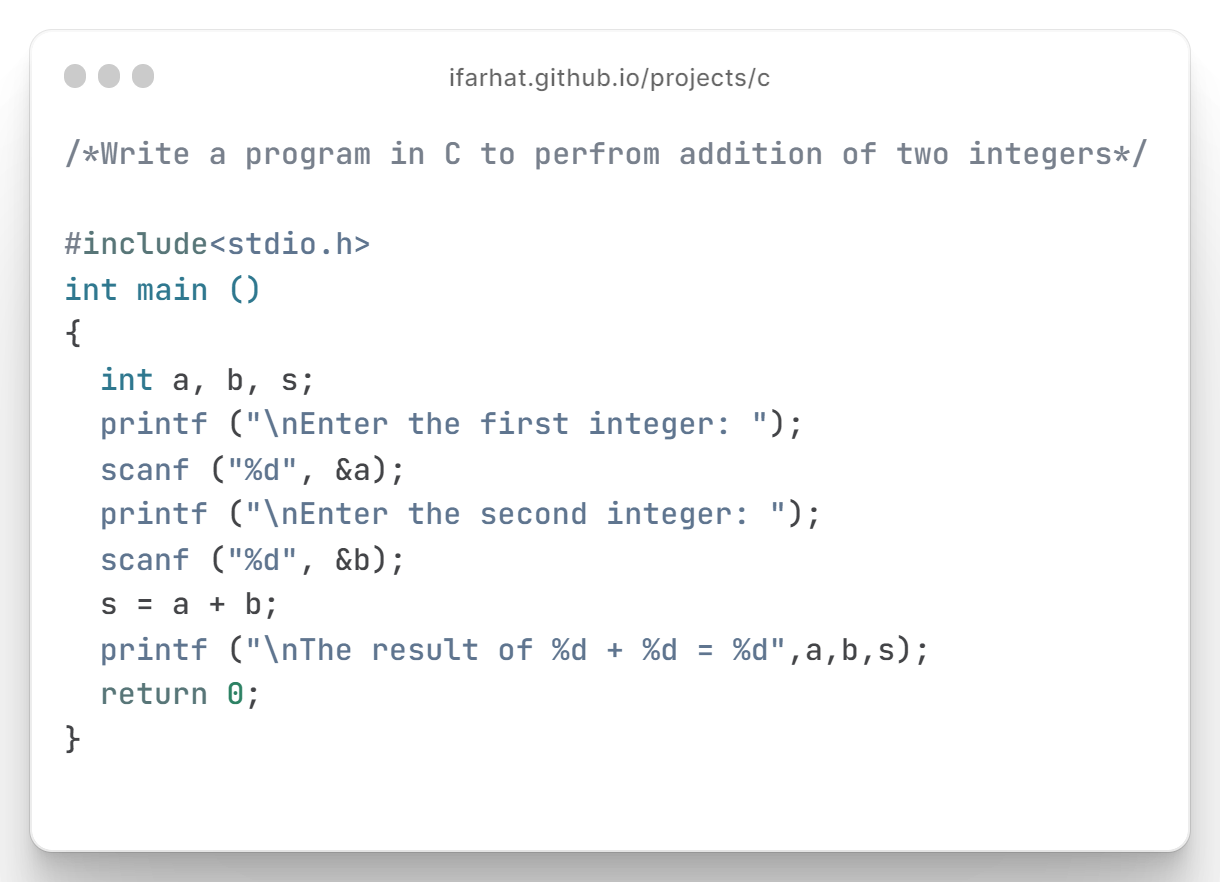 ifarhat.github.io/projects/c
/*Write a program in C to perfrom addition of two integers*/
#include<stdio.h>
int main ()
{
  int a, b, s;
  printf ("\nEnter the first integer: ");
  scanf ("%d", &a);
  printf ("\nEnter the second integer: ");
  scanf ("%d", &b);
  s = a + b;
  printf ("\nThe result of %d + %d = %d",a,b,s);
  return 0;
}